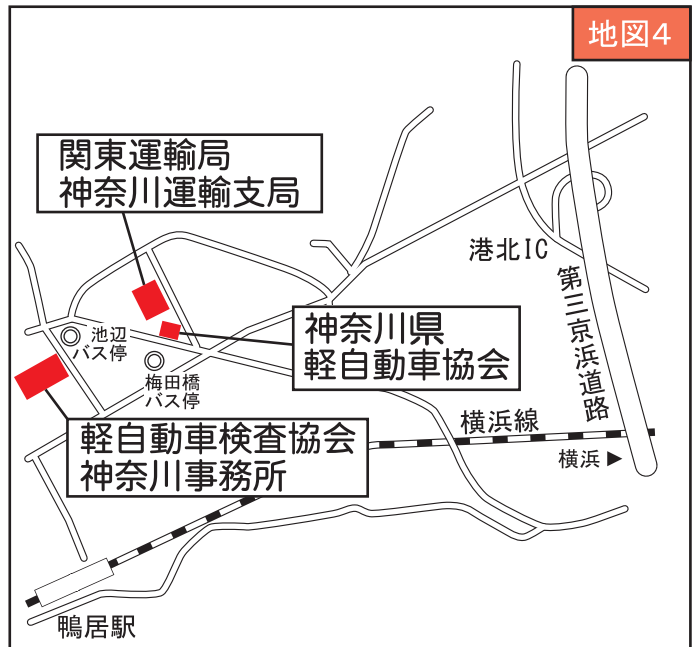 地図4
関東運輸局
神奈川運輸支局
港北IC
第三京浜道路
神奈川県
軽自動車協会
池辺
バス停
梅田橋
バス停
軽自動車検査協会
神奈川事務所
横浜線
横浜▶
鴨居駅